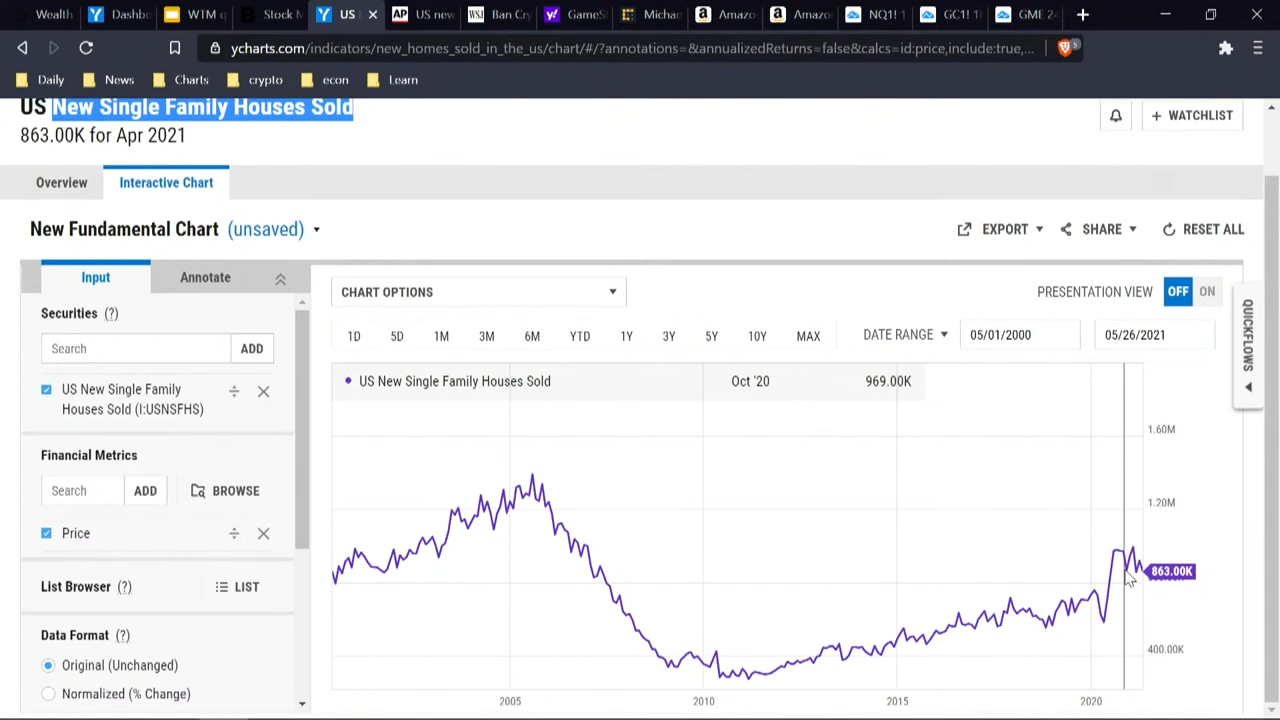 Wealth
Dashbo
WTM q
Stock M
US
US new
Ban Cry
GameS
Michae
Amazo
Amazo
NQ1! 1
GC1! 1
GME 24
ycharts.com/indicators/new_homes_sold_in_the_us/chart/#/?annotations=&annualizedReturns=false&calcs=id:price,include:true,...
Daily
News
Charts
crypto
econ
Learn
US New Single Family Houses Sold
863.00K for Apr 2021
+ WATCHLIST
Overview
Interactive Chart
New Fundamental Chart (unsaved)
EXPORT
SHARE
RESET ALL
Input
Annotate
CHART OPTIONS
PRESENTATION VIEW OFF ON
Securities (?)
Search ADD
1D 5D 1M 3M 6M YTD 1Y 3Y 5Y 10Y MAX DATE RANGE 05/01/2000 05/26/2021
QUICKFLOWS
US New Single Family
Houses Sold (I:USNSFHS)
US New Single Family Houses Sold Oct '20 969.00K
Financial Metrics
Search ADD BROWSE
Price
List Browser (?) LIST
Data Format (?)
Original (Unchanged)
Normalized (% Change)
1.60M
1.20M
863.00K
400.00K
2005 2010 2015 2020